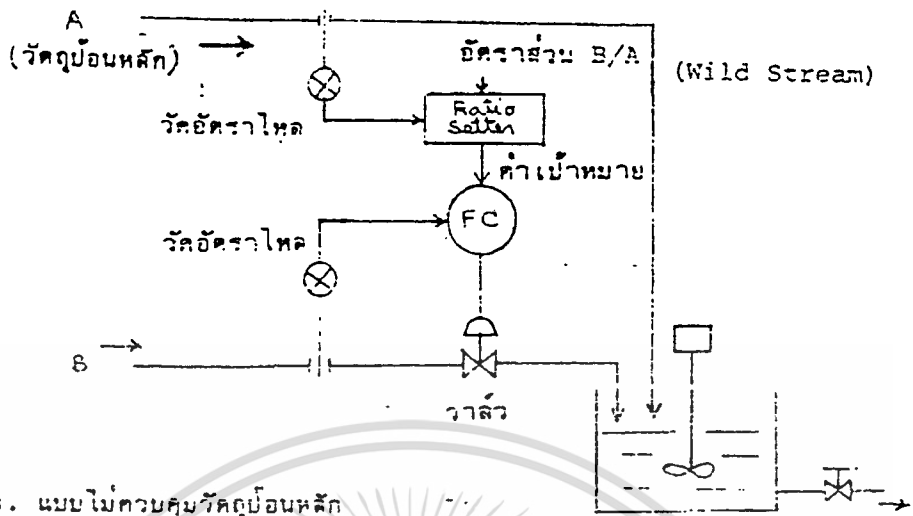 A
(วัตถุป้อนหลัก)
อัตราส่วน B/A
(Wild Stream)
วัดอัตราไหล
Ratio
Setter
ค่าเป้าหมาย
FC
วัดอัตราไหล
B
วาล์ว
. แบบไม่ควบคุมวัตถุป้อนหลัก